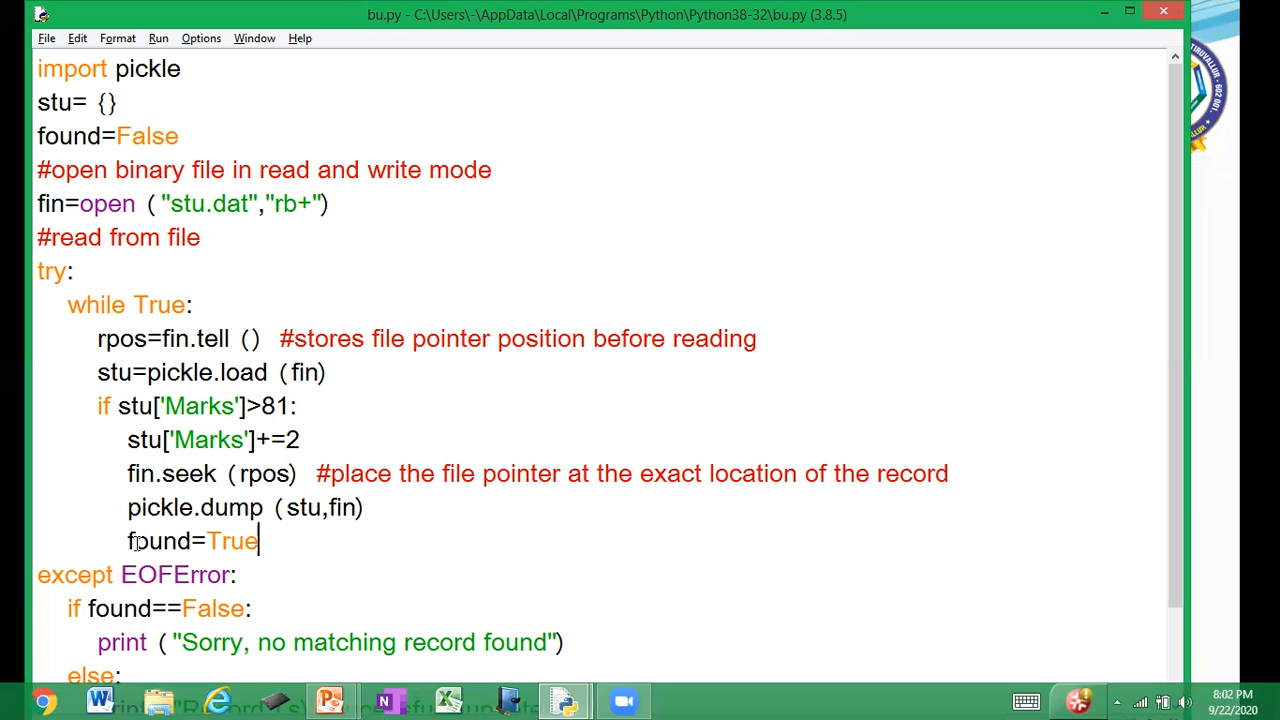 bu.py - C:\Users\-\AppData\Local\Programs\Python\Python38-32\bu.py (3.8.5)
File Edit Format Run Options Window Help
import pickle
stu= {}
found=False
#open binary file in read and write mode
fin=open ("stu.dat","rb+")
#read from file
try:
while True:
rpos=fin.tell () #stores file pointer position before reading
stu=pickle.load (fin)
if stu['Marks']>81:
stu['Marks']+=2
fin.seek (rpos) #place the file pointer at the exact location of the record
pickle.dump (stu,fin)
found=True
except EOFError:
if found==False:
print ("Sorry, no matching record found")
else:
8:02 PM
9/22/2020
TIRUVALLUR - 602 001.